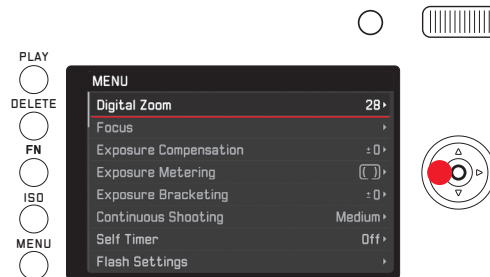 PLAY
DELETE
FN
ISO
MENU
MENU
Digital Zoom 28
Focus
Exposure Compensation ±0
Exposure Metering
Exposure Bracketing ±0
Continuous Shooting Medium
Self Timer Off
Flash Settings